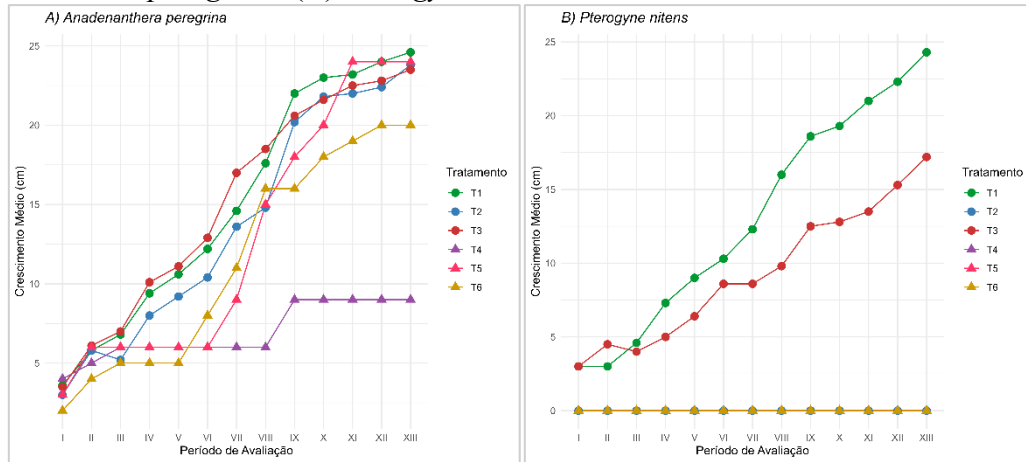 A) Anadenanthera peregrina
25
20
15
10
5
Crescimento Médio (cm)
I II III IV V VI VII VIII IX X XI XII XIII
Período de Avaliação
Tratamento
T1
T2
T3
T4
T5
T6
B) Pterogyne nitens
25
20
15
10
5
0
Crescimento Médio (cm)
I II III IV V VI VII VIII IX X XI XII XIII
Período de Avaliação
Tratamento
T1
T2
T3
T4
T5
T6